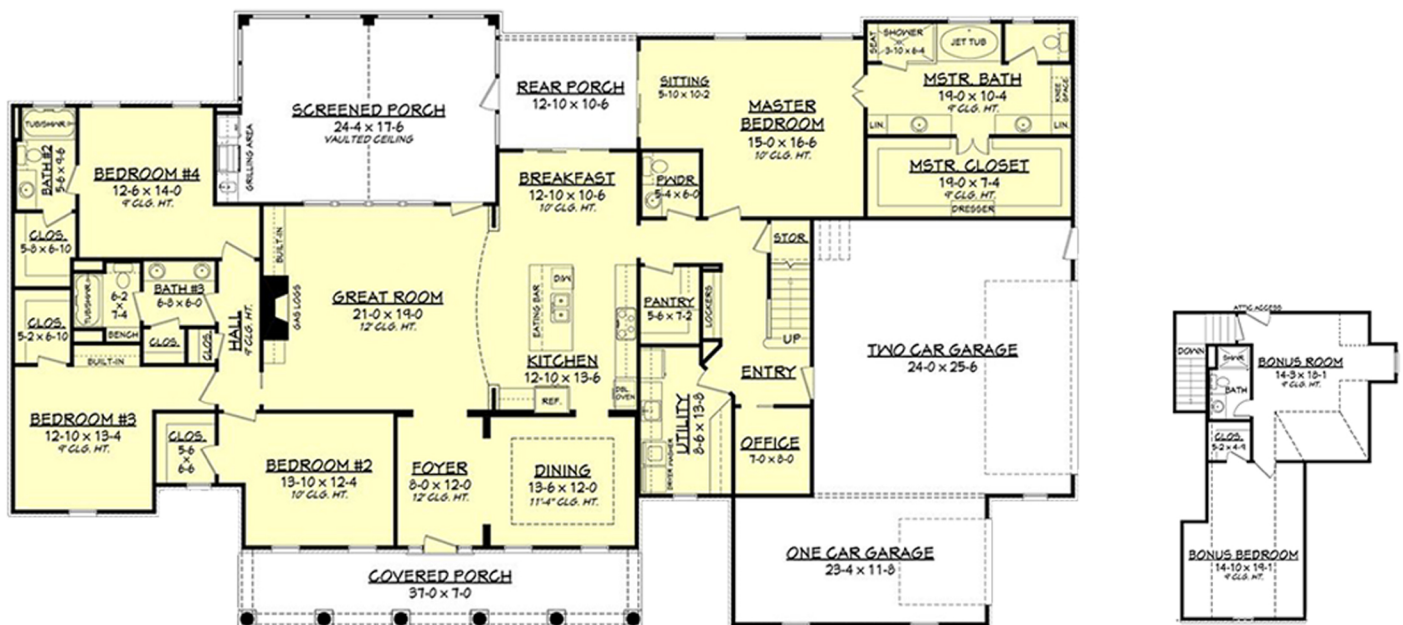 SCREENED PORCH
24-4 x 17-6
VAULTED CEILING
GRILLING AREA
REAR PORCH
12-10 x 10-6
SITTING
5-10 x 10-2
MASTER
BEDROOM
15-0 x 16-6
10' CLG. HT.
SEAT
SHOWER
3-10 x 6-4
JET TUB
MSTR. BATH
19-0 x 10-4
9' CLG. HT.
KNEE
SPACE
LIN.
LIN.
MSTR. CLOSET
19-0 x 7-4
9' CLG. HT.
DRESSER
TUB/SHWR
BATH #2
5-6 x 9-6
BEDROOM #4
12-6 x 14-0
9' CLG. HT.
CLOS.
5-8 x 6-10
BREAKFAST
12-10 x 10-6
10' CLG. HT.
PWDR.
5-4 x 6-0
STOR.
BUILT-IN
GREAT ROOM
21-0 x 19-0
12' CLG. HT.
GAS LOGS
TUB/SHWR
6-2
x
7-4
BATH #3
6-8 x 6-0
BENCH
CLOS.
CLOS.
HALL
9' CLG. HT.
CLOS.
5-2 x 6-10
BUILT-IN
D/W
EATING BAR
KITCHEN
12-10 x 13-6
REF.
DBL
OVEN
PANTRY
5-6 x 7-2
LOCKERS
UP
ENTRY
TWO CAR GARAGE
24-0 x 25-6
BEDROOM #3
12-10 x 13-4
9' CLG. HT.
CLOS.
5-6
x
6-6
BEDROOM #2
13-10 x 12-4
10' CLG. HT.
FOYER
8-0 x 12-0
12' CLG. HT.
DINING
13-6 x 12-0
11'-4" CLG. HT.
UTILITY
8-6 x 13-8
DRYER WASHER
OFFICE
7-0 x 8-0
ONE CAR GARAGE
23-4 x 11-8
COVERED PORCH
37-0 x 7-0
ATTIC ACCESS
DOWN
SHWR
BATH
BONUS ROOM
14-3 x 18-1
9' CLG. HT.
CLOS.
5-2 x 4-9
BONUS BEDROOM
14-10 x 19-1
9' CLG. HT.